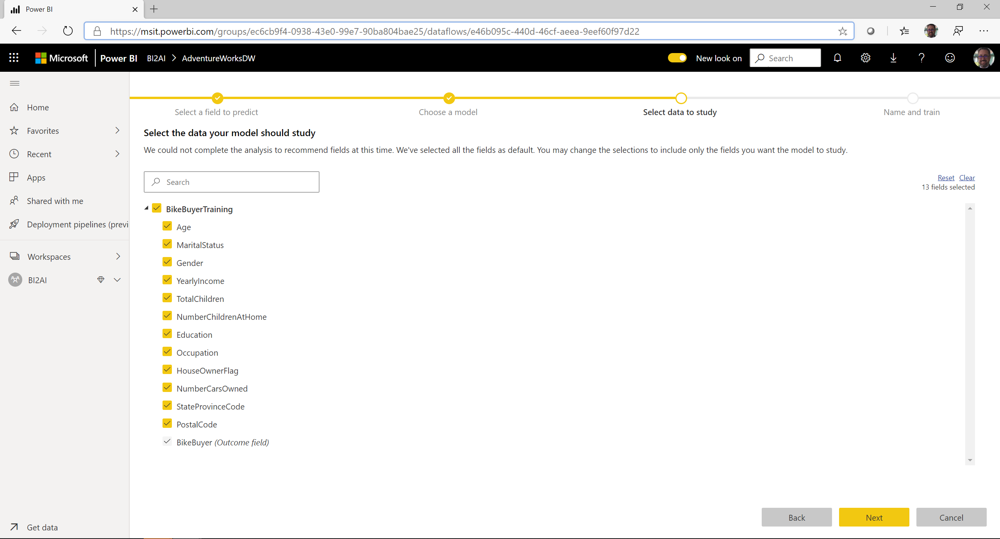 Power BI
https://msit.powerbi.com/groups/ec6cb9f4-0938-43e0-99e7-90ba804bae25/dataflows/e46b095c-440d-46cf-aeea-9eef60f97d22
Microsoft Power BI BI2AI > AdventureWorksDW New look on Search
Home
Favorites
Recent
Apps
Shared with me
Deployment pipelines (previ
Workspaces
BI2AI
Get data
Select a field to predict Choose a model Select data to study Name and train
Select the data your model should study
We could not complete the analysis to recommend fields at this time. We've selected all the fields as default. You may change the selections to include only the fields you want the model to study.
Search
Reset Clear
13 fields selected
BikeBuyerTraining
Age
MaritalStatus
Gender
YearlyIncome
TotalChildren
NumberChildrenAtHome
Education
Occupation
HouseOwnerFlag
NumberCarsOwned
StateProvinceCode
PostalCode
BikeBuyer (Outcome field)
Back Next Cancel